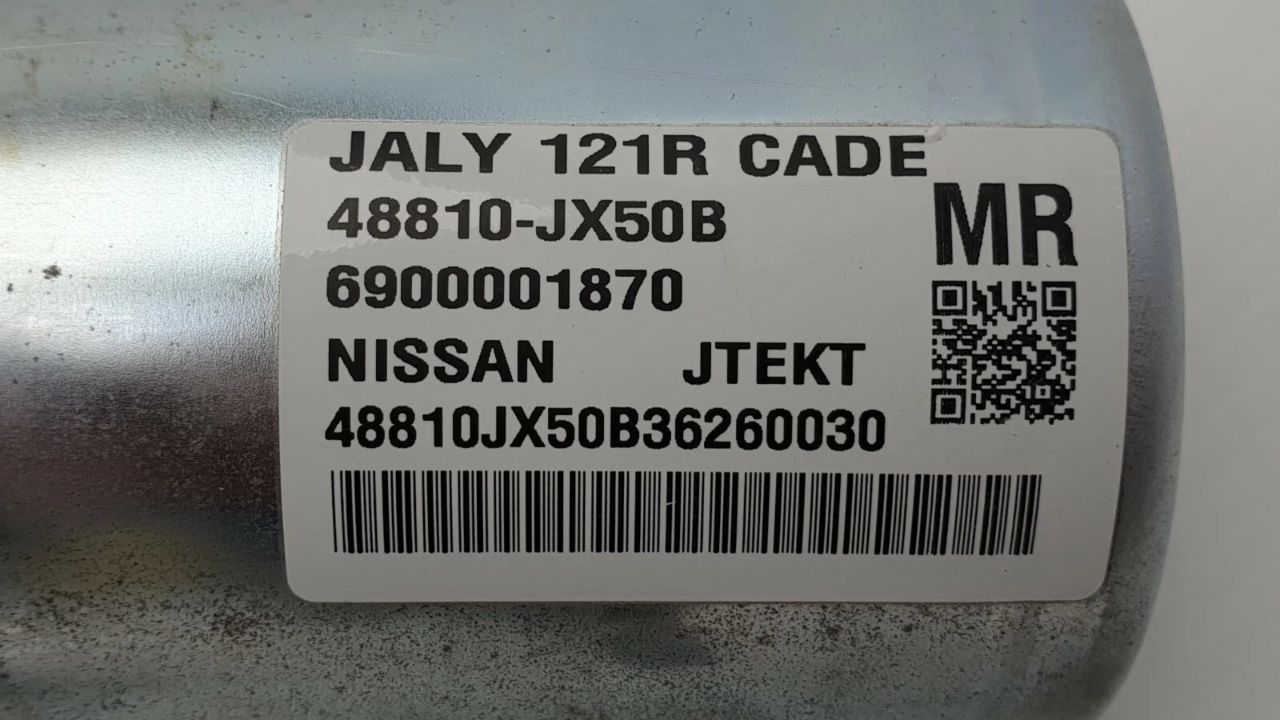 JALY 121R CADE
48810-JX50B
MR
6900001870
NISSAN JTEKT
48810JX50B36260030